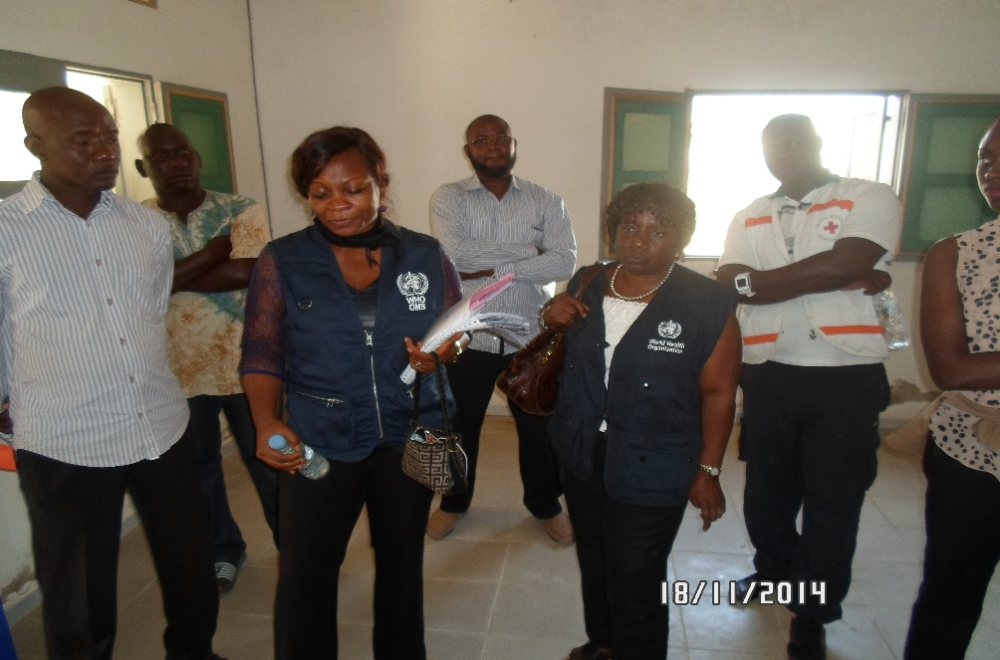 WHO
OMS
World Health
Organization
18/11/2014